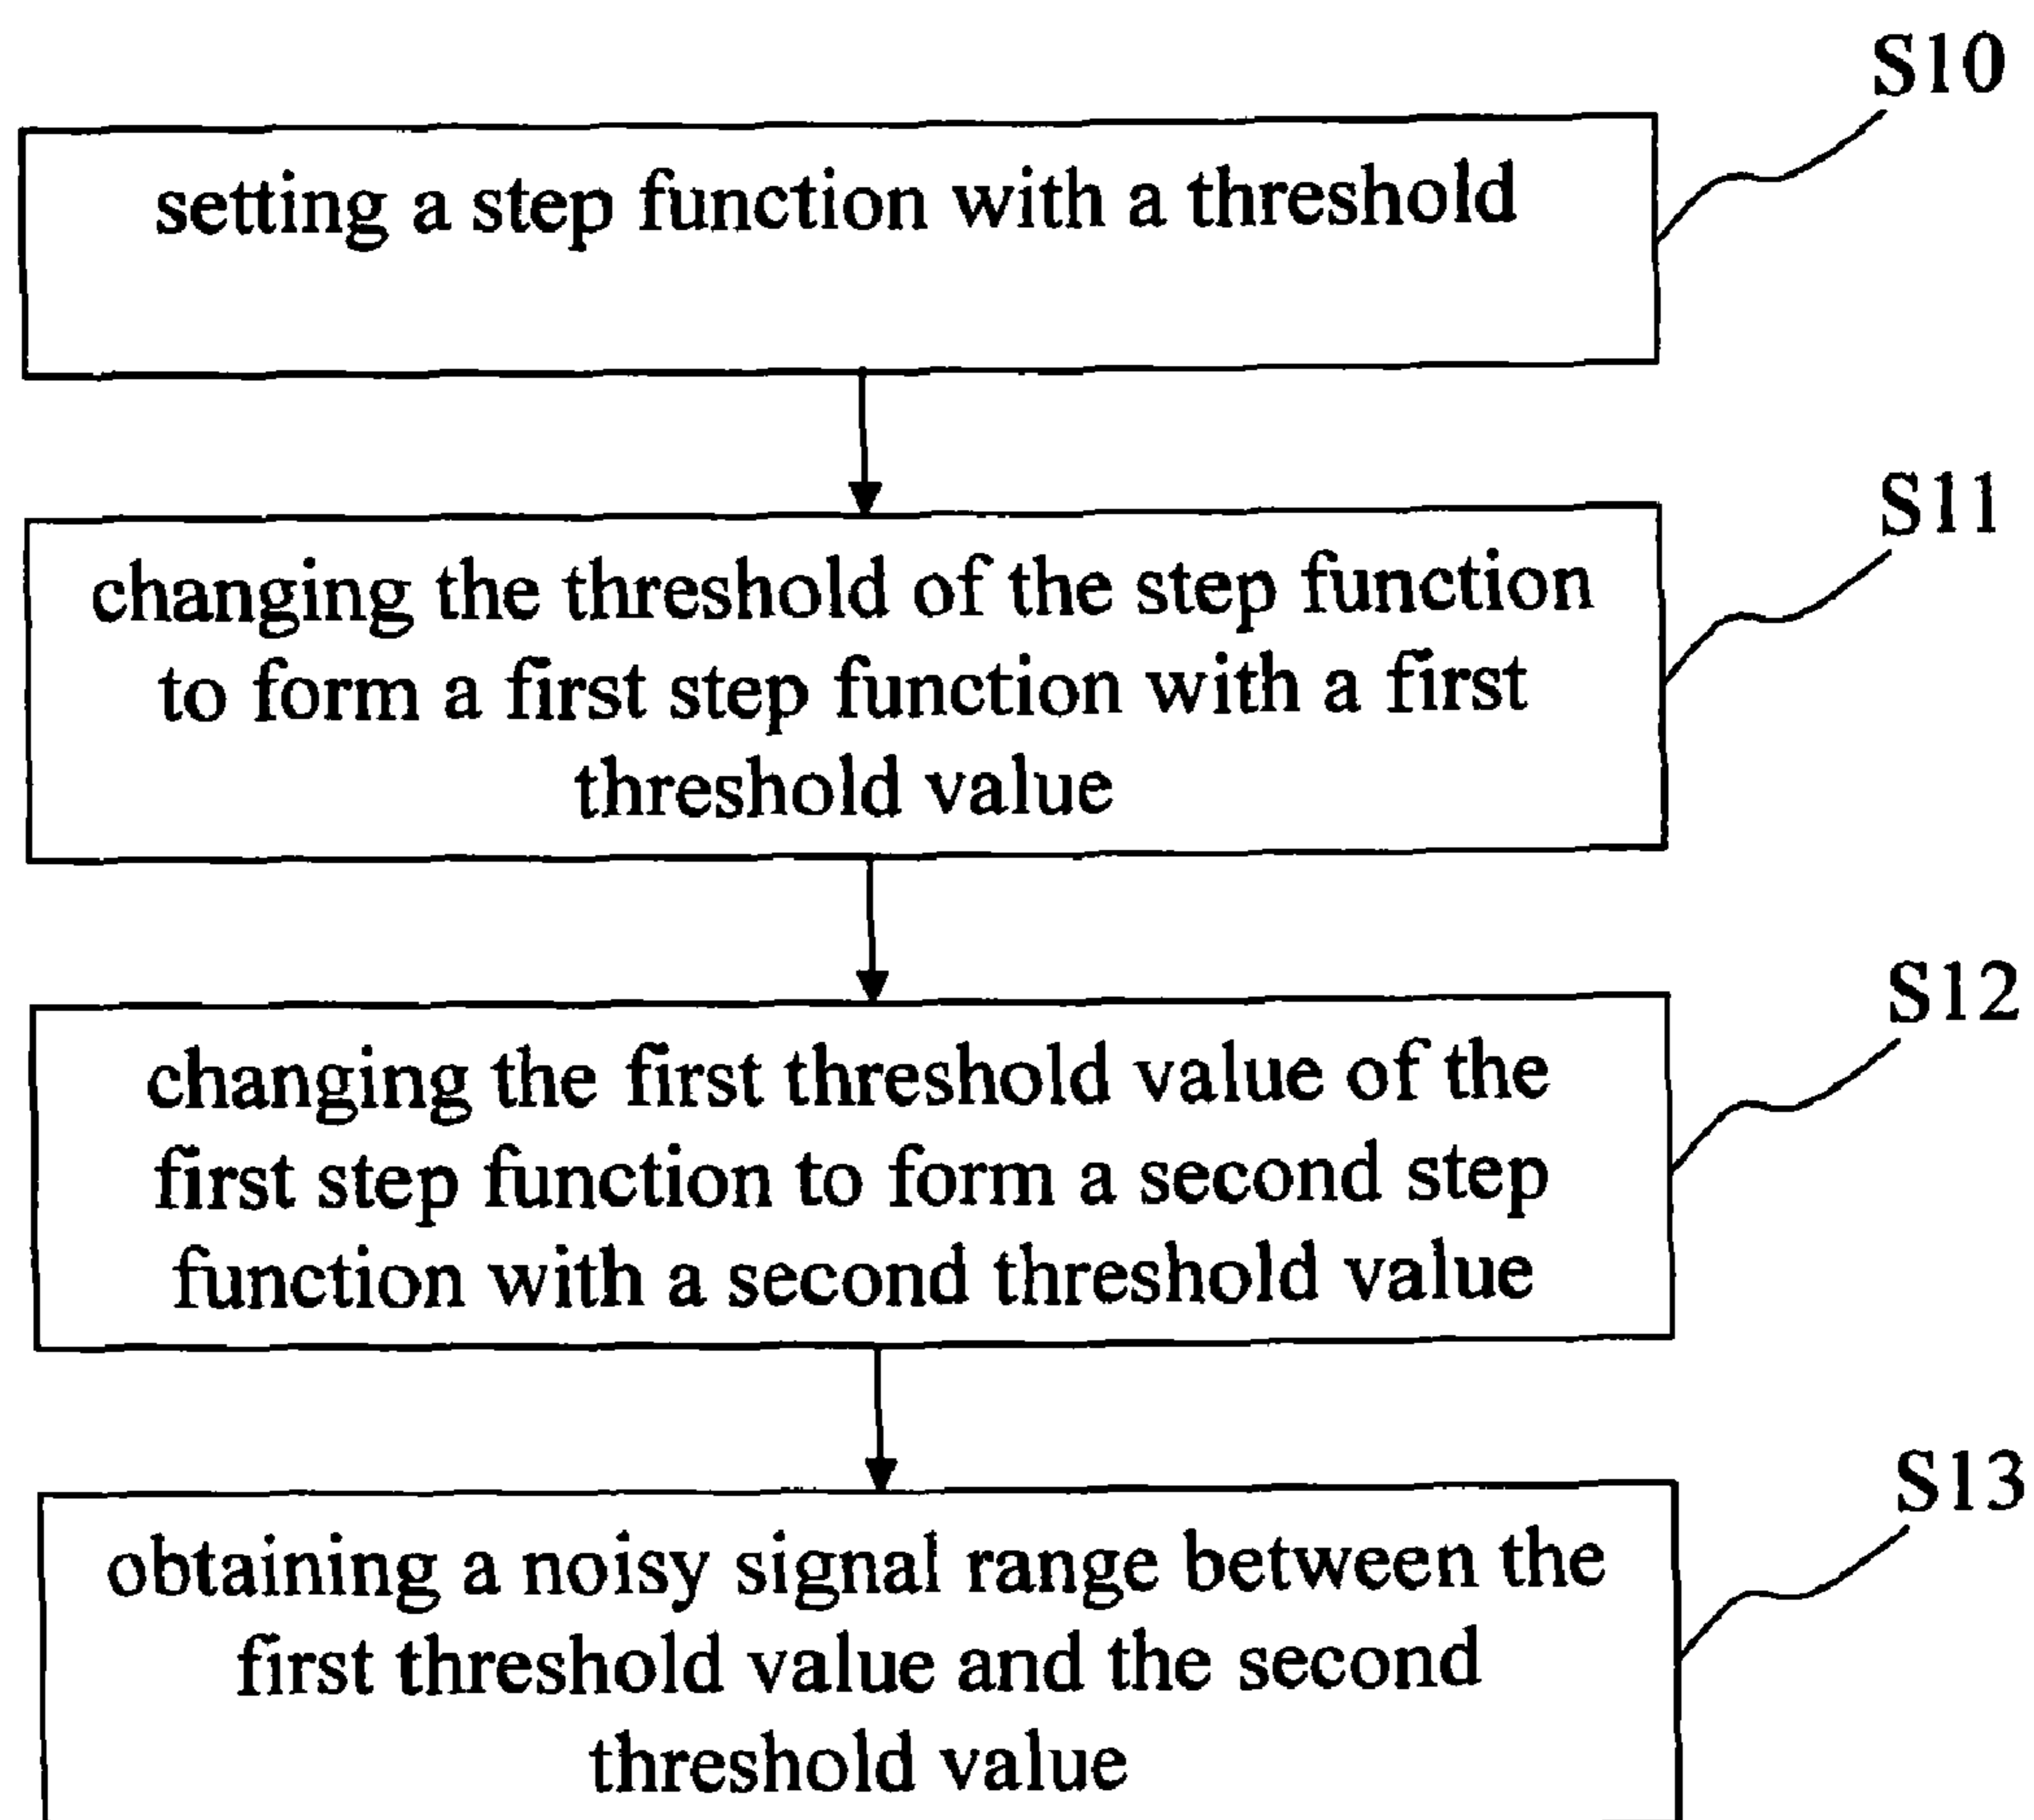 S10
setting a step function with a threshold
S11
changing the threshold of the step function
to form a first step function with a first
threshold value
S12
changing the first threshold value of the
first step function to form a second step
function with a second threshold value
S13
obtaining a noisy signal range between the
first threshold value and the second
threshold value